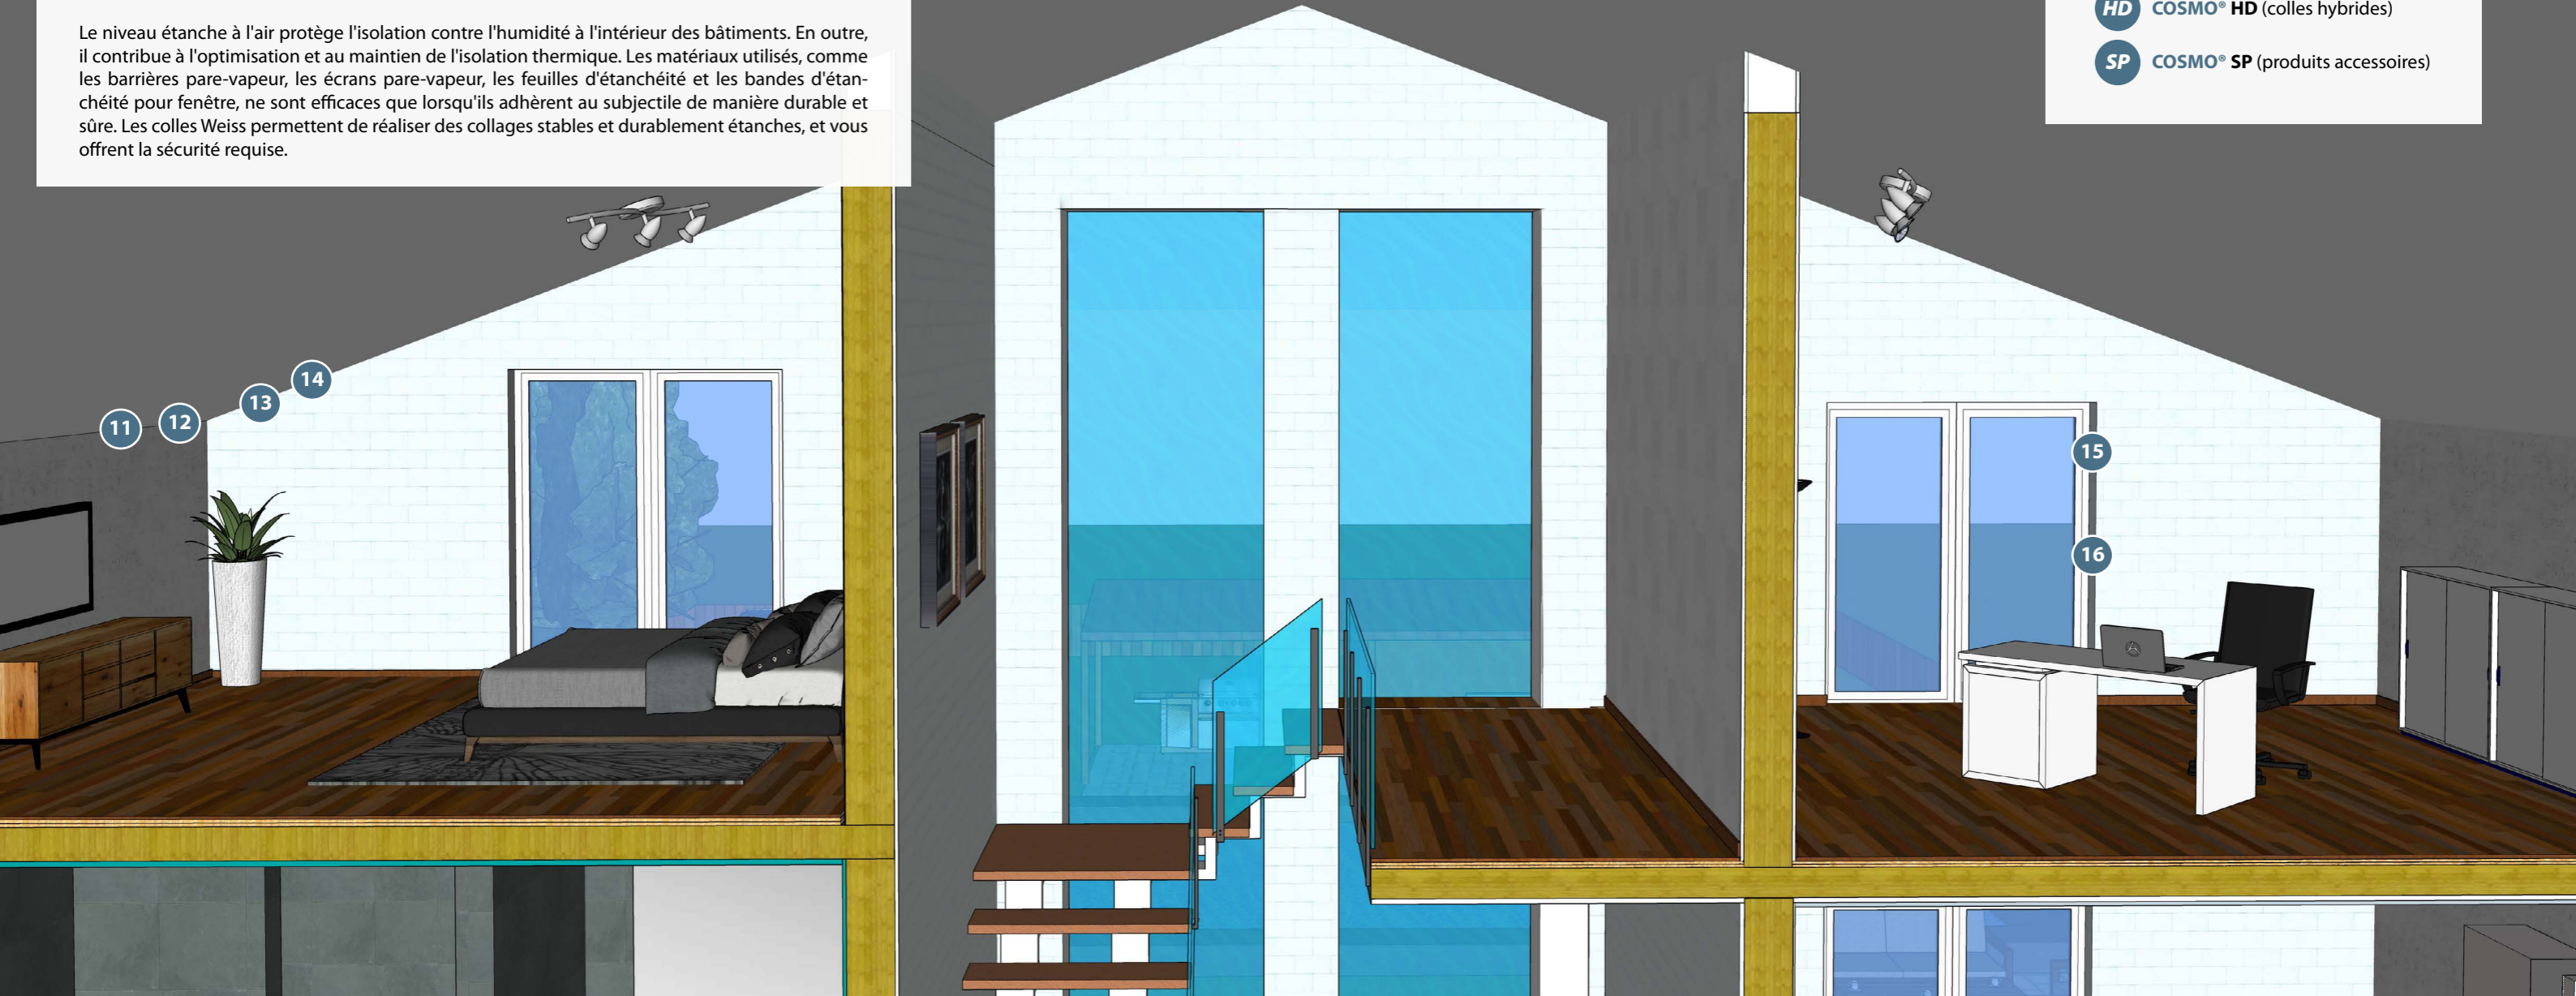 Le niveau étanche à l'air protège l'isolation contre l'humidité à l'intérieur des bâtiments. En outre,
il contribue à l'optimisation et au maintien de l'isolation thermique. Les matériaux utilisés, comme
les barrières pare-vapeur, les écrans pare-vapeur, les feuilles d'étanchéité et les bandes d'étan-
chéité pour fenêtre, ne sont efficaces que lorsqu'ils adhèrent au subjectile de manière durable et
sûre. Les colles Weiss permettent de réaliser des collages stables et durablement étanches, et vous
offrent la sécurité requise.
HD COSMO® HD (colles hybrides)
SP COSMO® SP (produits accessoires)
11
12
13
14
15
16